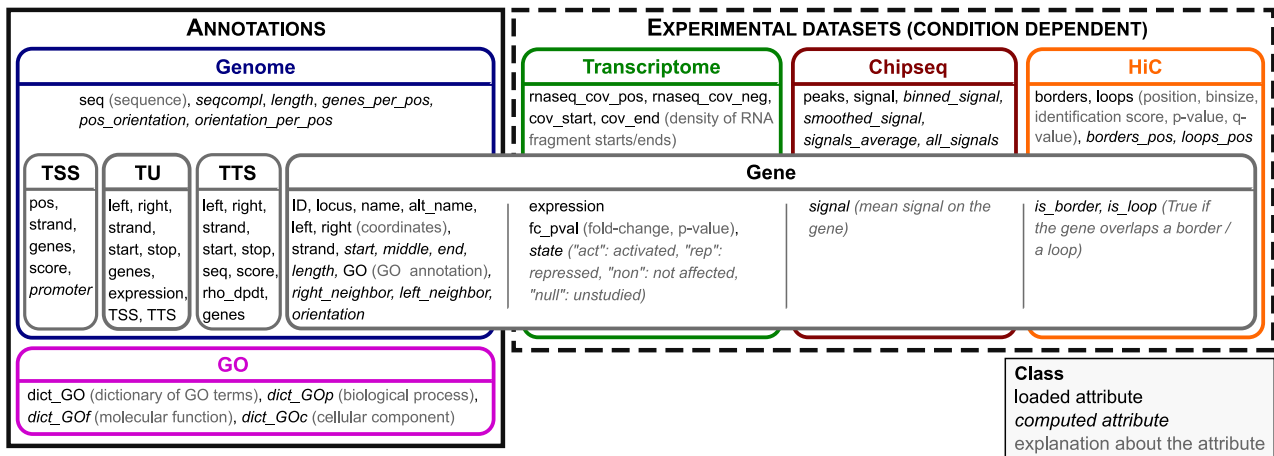 ANNOTATIONS
Genome
seq (sequence), seqcompl, length, genes_per_pos,
pos_orientation, orientation_per_pos
EXPERIMENTAL DATASETS (CONDITION DEPENDENT)
Transcriptome
rnaseq_cov_pos, rnaseq_cov_neg,
cov_start, cov_end (density of RNA
fragment starts/ends)
Chipseq
peaks, signal, binned_signal,
smoothed_signal,
signals_average, all_signals
HiC
borders, loops (position, binsize,
identification score, p-value, q-
value), borders_pos, loops_pos
TSS
pos,
strand,
genes,
score,
promoter
TU
left, right,
strand,
start, stop,
genes,
expression,
TSS, TTS
TTS
left, right,
strand,
start, stop,
seq, score,
rho_dpdt,
genes
Gene
ID, locus, name, alt_name,
left, right (coordinates),
strand, start, middle, end,
length, GO (GO annotation),
right_neighbor, left_neighbor,
orientation
expression
fc_pval (fold-change, p-value),
state ("act": activated, "rep":
repressed, "non": not affected,
"null": unstudied)
signal (mean signal on the
gene)
is_border, is_loop (True if
the gene overlaps a border /
a loop)
GO
dict_GO (dictionary of GO terms), dict_GOp (biological process),
dict_GOf (molecular function), dict_GOc (cellular component)
Class
loaded attribute
computed attribute
explanation about the attribute